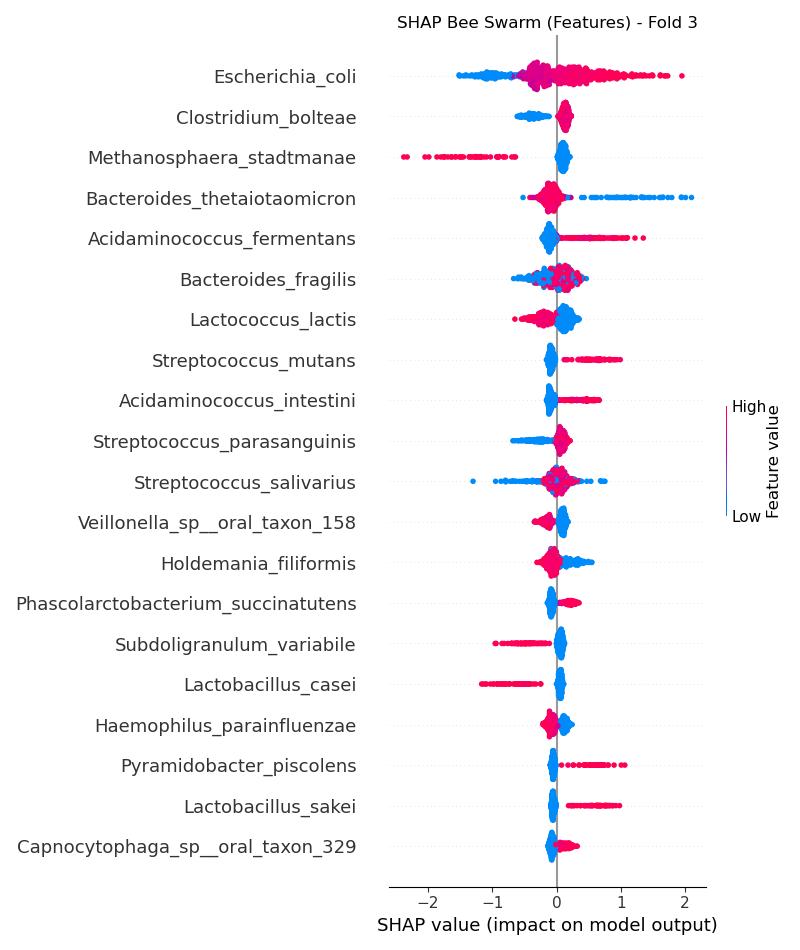 SHAP Bee Swarm (Features) - Fold 3
Escherichia_coli
Clostridium_bolteae
Methanosphaera_stadtmanae
Bacteroides_thetaiotaomicron
Acidaminococcus_fermentans
Bacteroides_fragilis
Lactococcus_lactis
Streptococcus_mutans
Acidaminococcus_intestini
Streptococcus_parasanguinis
Streptococcus_salivarius
Veillonella_sp__oral_taxon_158
Holdemania_filiformis
Phascolarctobacterium_succinatutens
Subdoligranulum_variabile
Lactobacillus_casei
Haemophilus_parainfluenzae
Pyramidobacter_piscolens
Lactobacillus_sakei
Capnocytophaga_sp__oral_taxon_329
−2 −1 0 1 2
SHAP value (impact on model output)
High
Low
Feature value